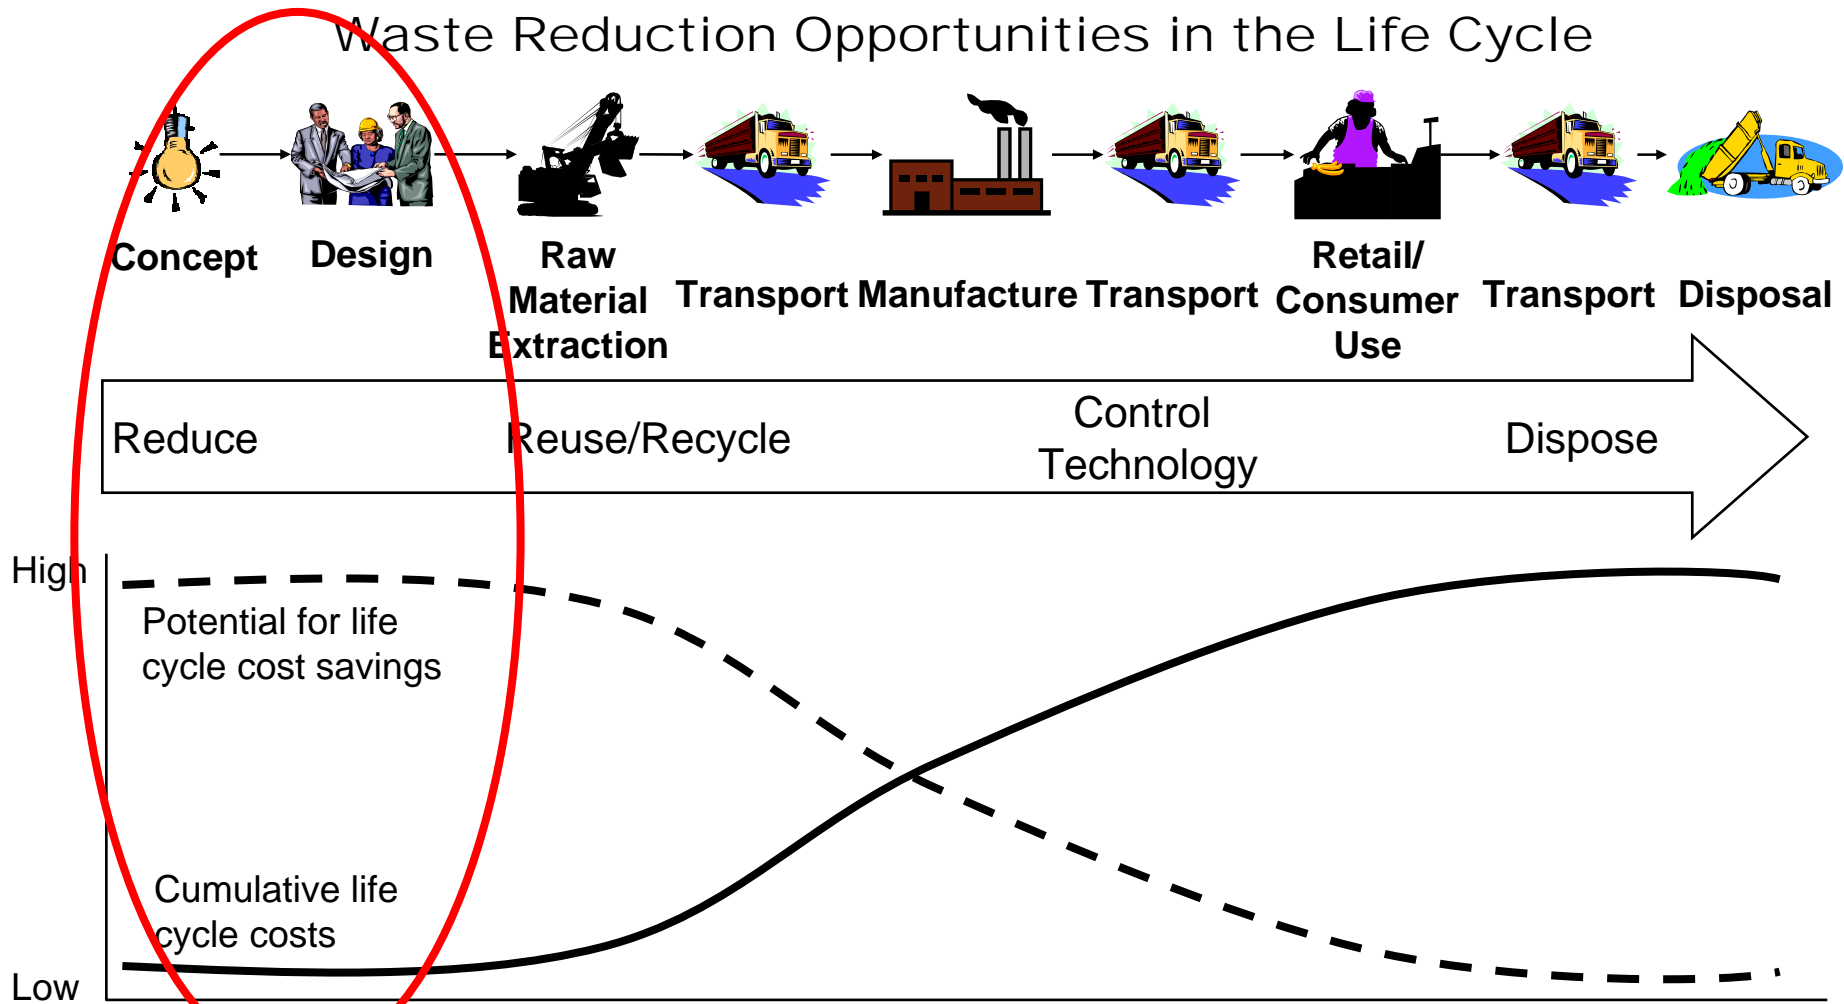 Waste Reduction Opportunities in the Life Cycle
Concept
Design
Raw
Material
Extraction
Transport
Manufacture
Transport
Retail/
Consumer
Use
Transport
Disposal
Reduce
Reuse/Recycle
Control
Technology
Dispose
High
Potential for life
cycle cost savings
Cumulative life
cycle costs
Low